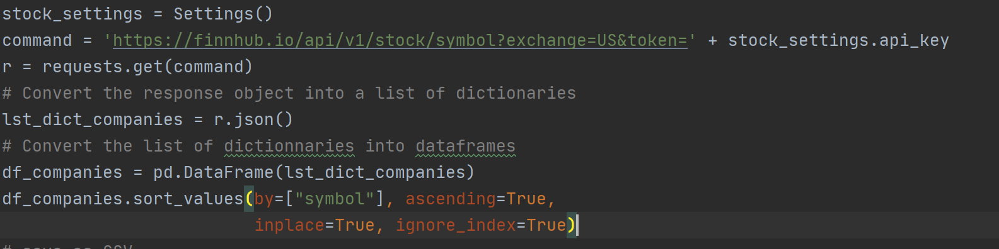 stock_settings = Settings()
command = 'https://finnhub.io/api/v1/stock/symbol?exchange=US&token=' + stock_settings.api_key
r = requests.get(command)
# Convert the response object into a list of dictionaries
lst_dict_companies = r.json()
# Convert the list of dictionnaries into dataframes
df_companies = pd.DataFrame(lst_dict_companies)
df_companies.sort_values(by=["symbol"], ascending=True,
inplace=True, ignore_index=True)